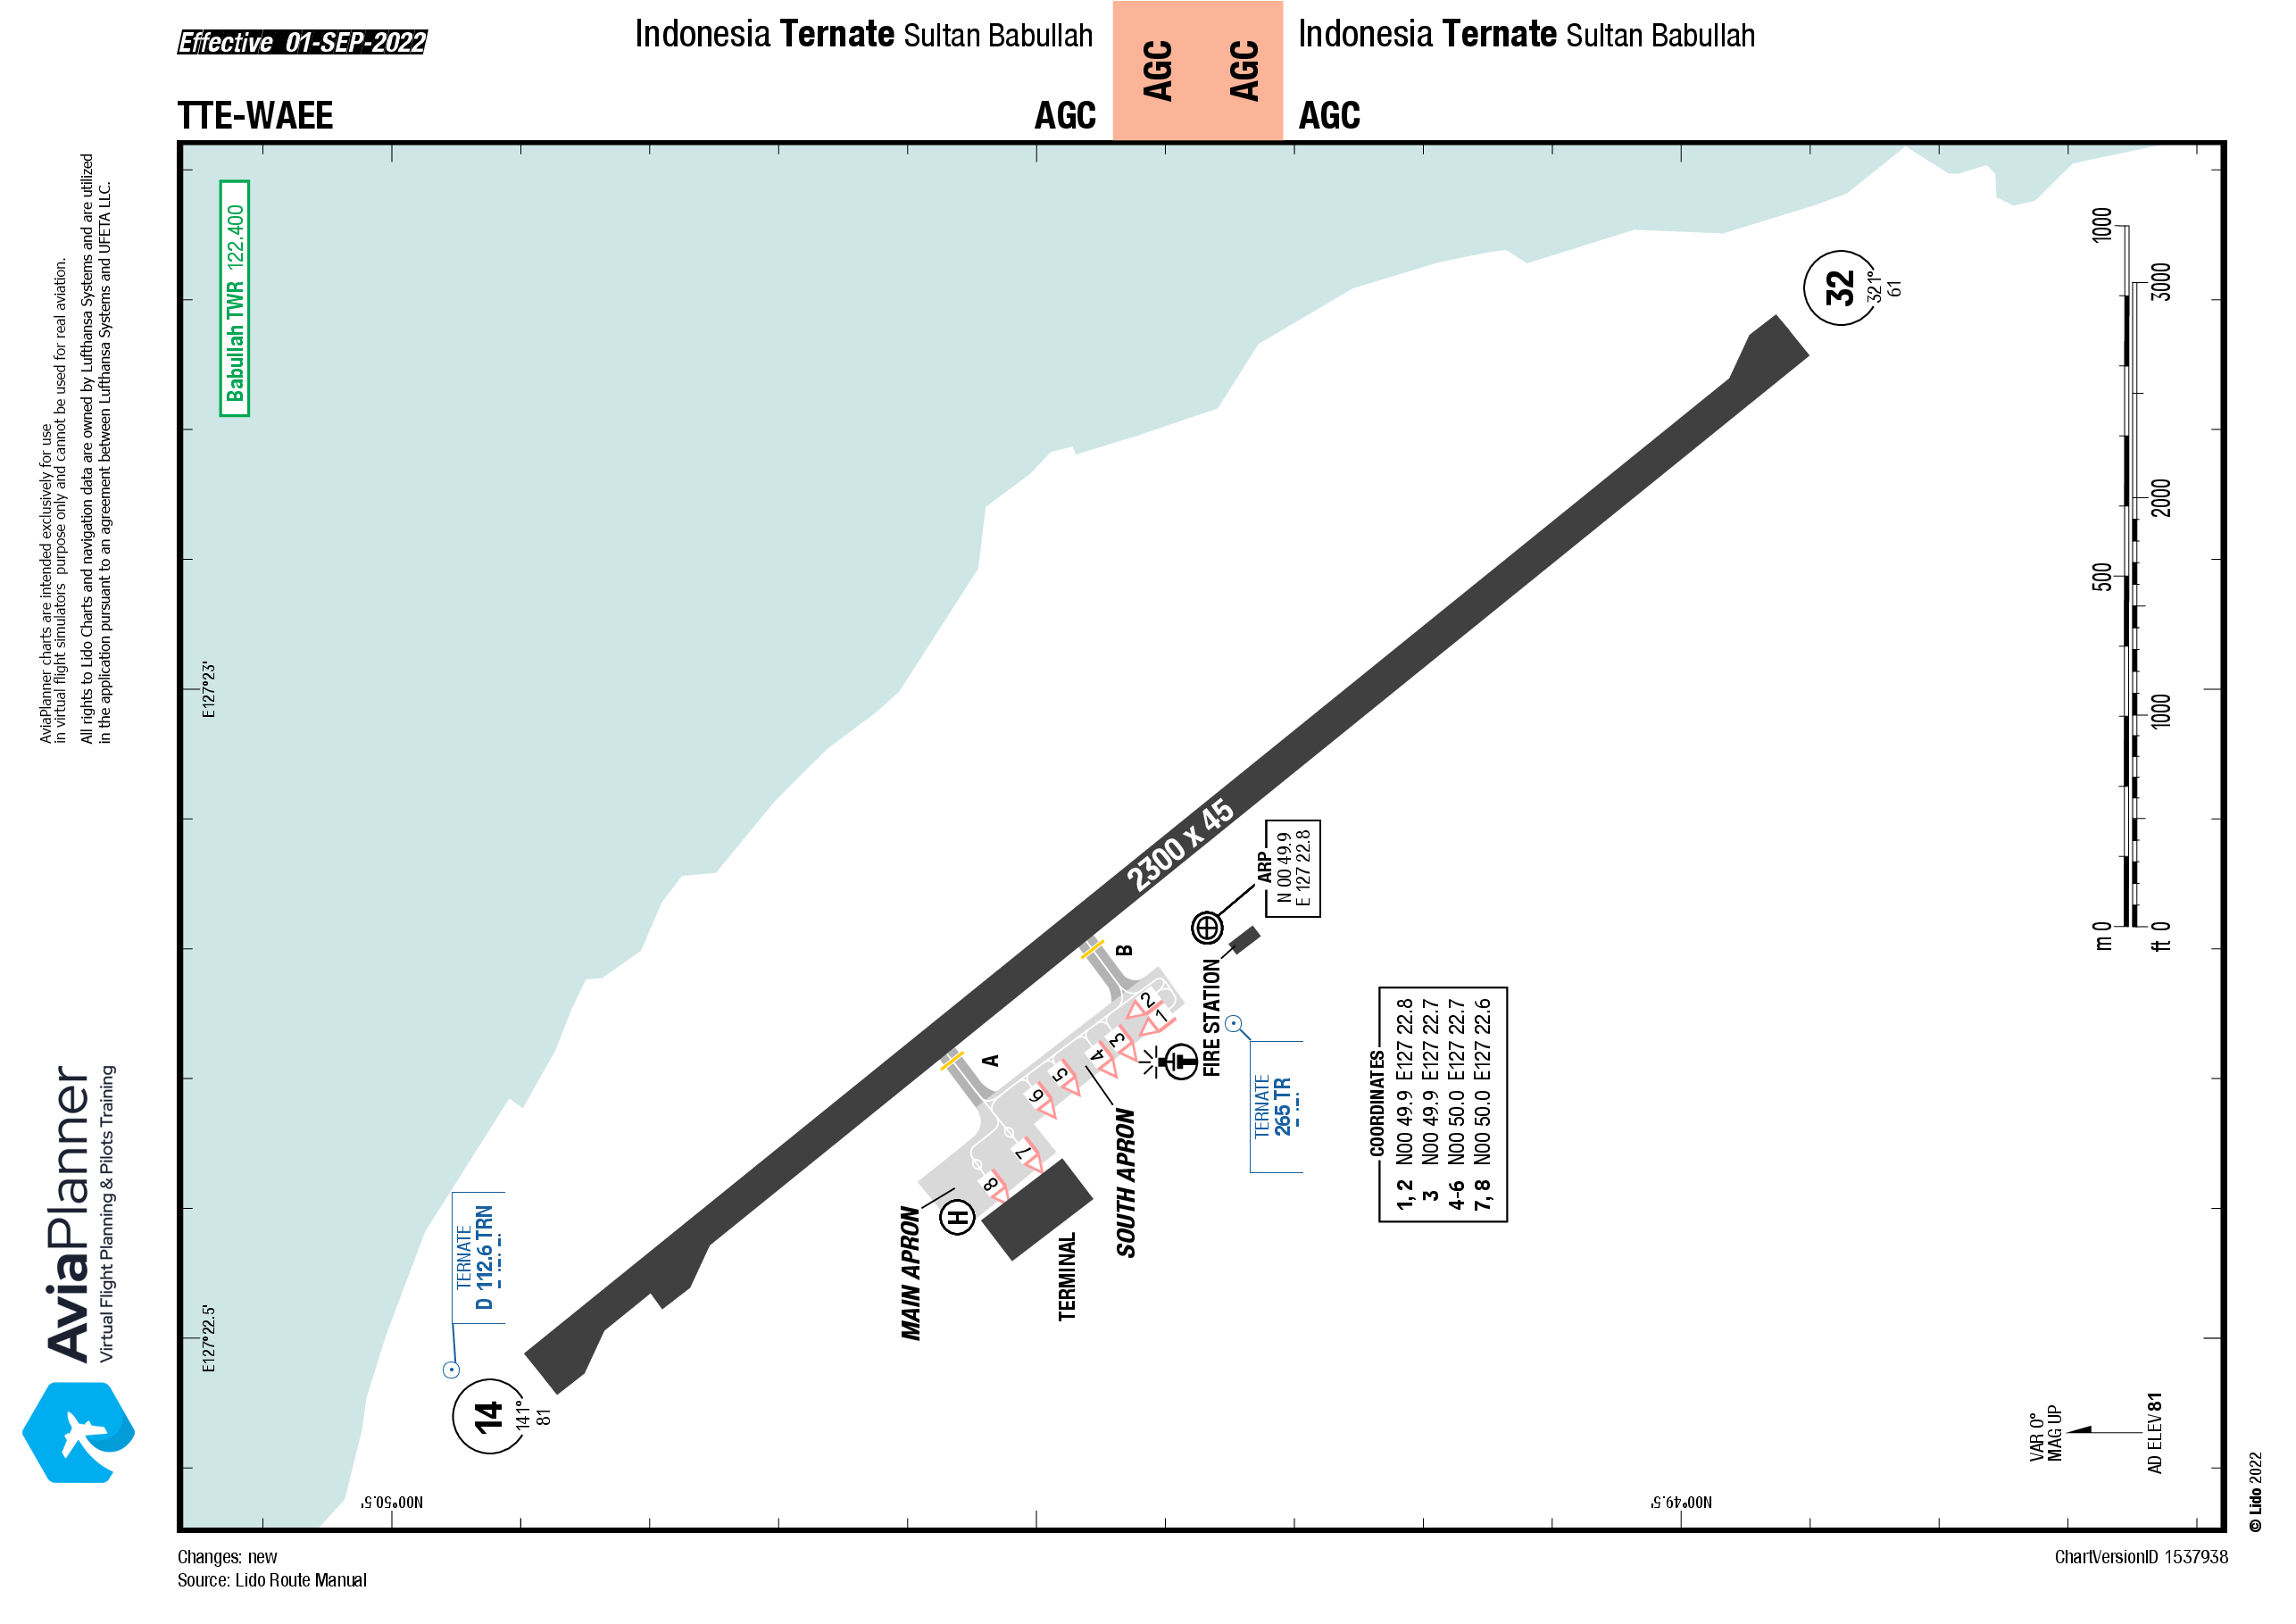 Effective 01-SEP-2022
Indonesia Ternate Sultan Babullah
AGC
AGC
Indonesia Ternate Sultan Babullah
TTE-WAEE
AGC
AGC
AviaPlanner charts are intended exclusively for use
in virtual flight simulators purpose only and cannot be used for real aviation.
All rights to Lido Charts and navigation data are owned by Lufthansa Systems and are utilized
in the application pursuant to an agreement between Lufthansa Systems and UFETA LLC.
AviaPlanner
Virtual Flight Planning & Pilots Training
Babullah TWR 122.400
E127°23'
E127°22.5'
N00°50.5'
N00°49.5'
32
321°
61
14
141°
81
2300 x 45
TERNATE
D 112.6 TRN
TERNATE
265 TR
ARP
N 00 49.9
E 127 22.8
A
B
1
2
3
4
5
6
7
8
H
T
FIRE STATION
MAIN APRON
SOUTH APRON
TERMINAL
COORDINATES
1, 2 N00 49.9 E127 22.8
3 N00 49.9 E127 22.7
4-6 N00 50.0 E127 22.7
7, 8 N00 50.0 E127 22.6
m 0
500
1000
ft 0
1000
2000
3000
VAR 0°
MAG UP
AD ELEV 81
© Lido 2022
Changes: new
Source: Lido Route Manual
ChartVersionID 1537938